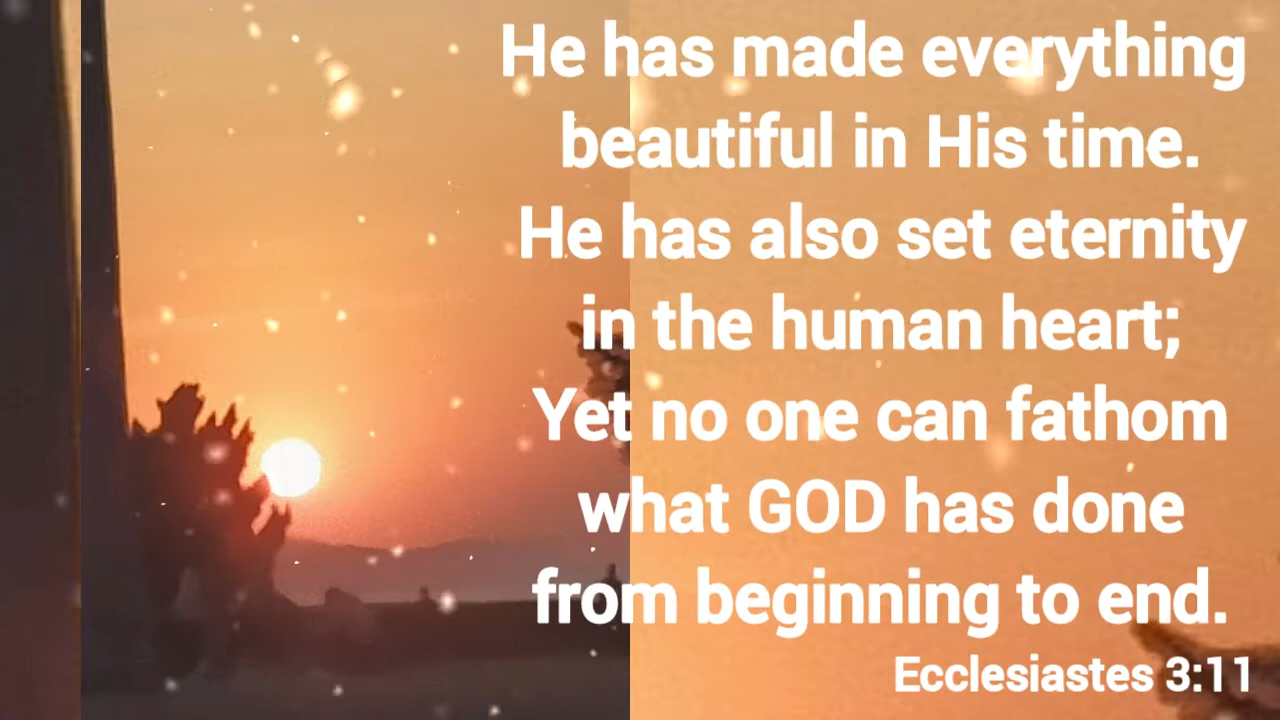 He has made everything
beautiful in His time.
He has also set eternity
in the human heart;
Yet no one can fathom
what GOD has done
from beginning to end.
Ecclesiastes 3:11